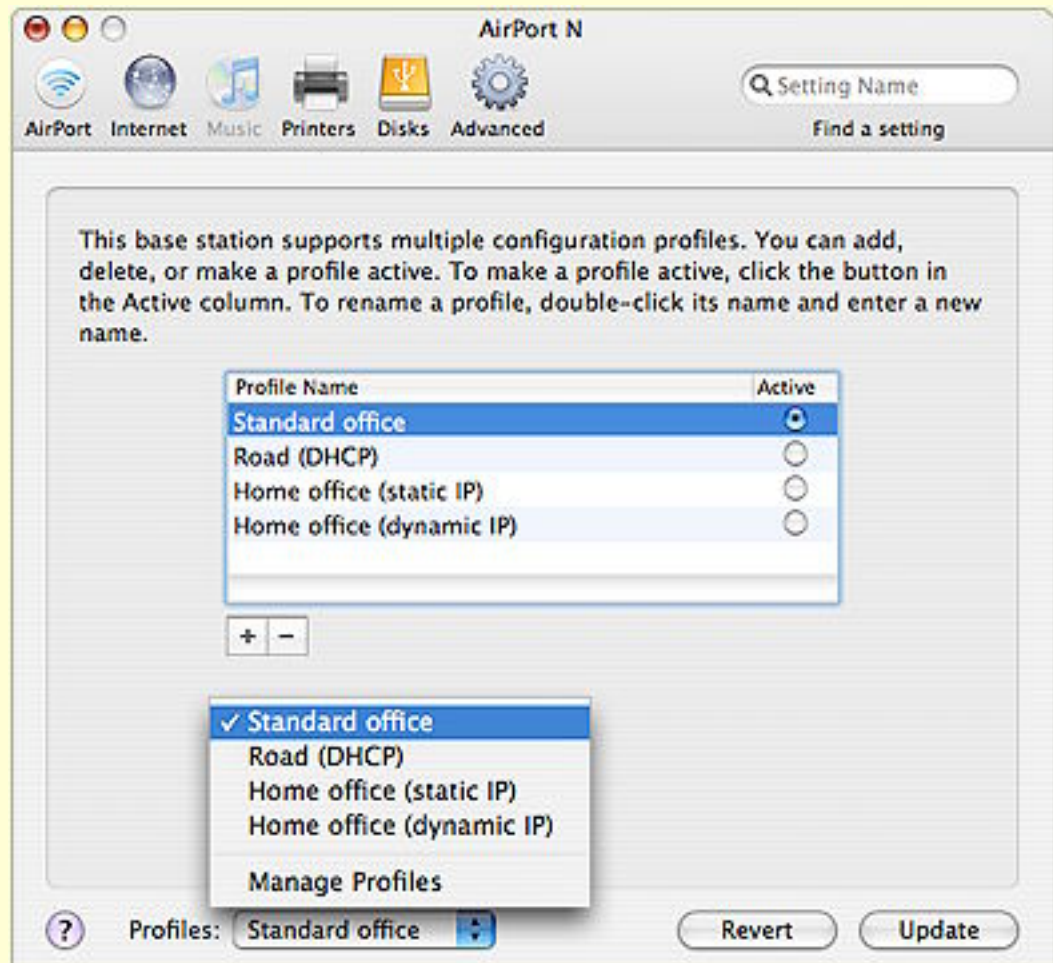 AirPort N
Setting Name
AirPort Internet Music Printers Disks Advanced Find a setting
This base station supports multiple configuration profiles. You can add,
delete, or make a profile active. To make a profile active, click the button in
the Active column. To rename a profile, double-click its name and enter a new
name.
Profile Name Active
Standard office
Road (DHCP)
Home office (static IP)
Home office (dynamic IP)
+ −
✓ Standard office
Road (DHCP)
Home office (static IP)
Home office (dynamic IP)
Manage Profiles
? Profiles: Standard office Revert Update